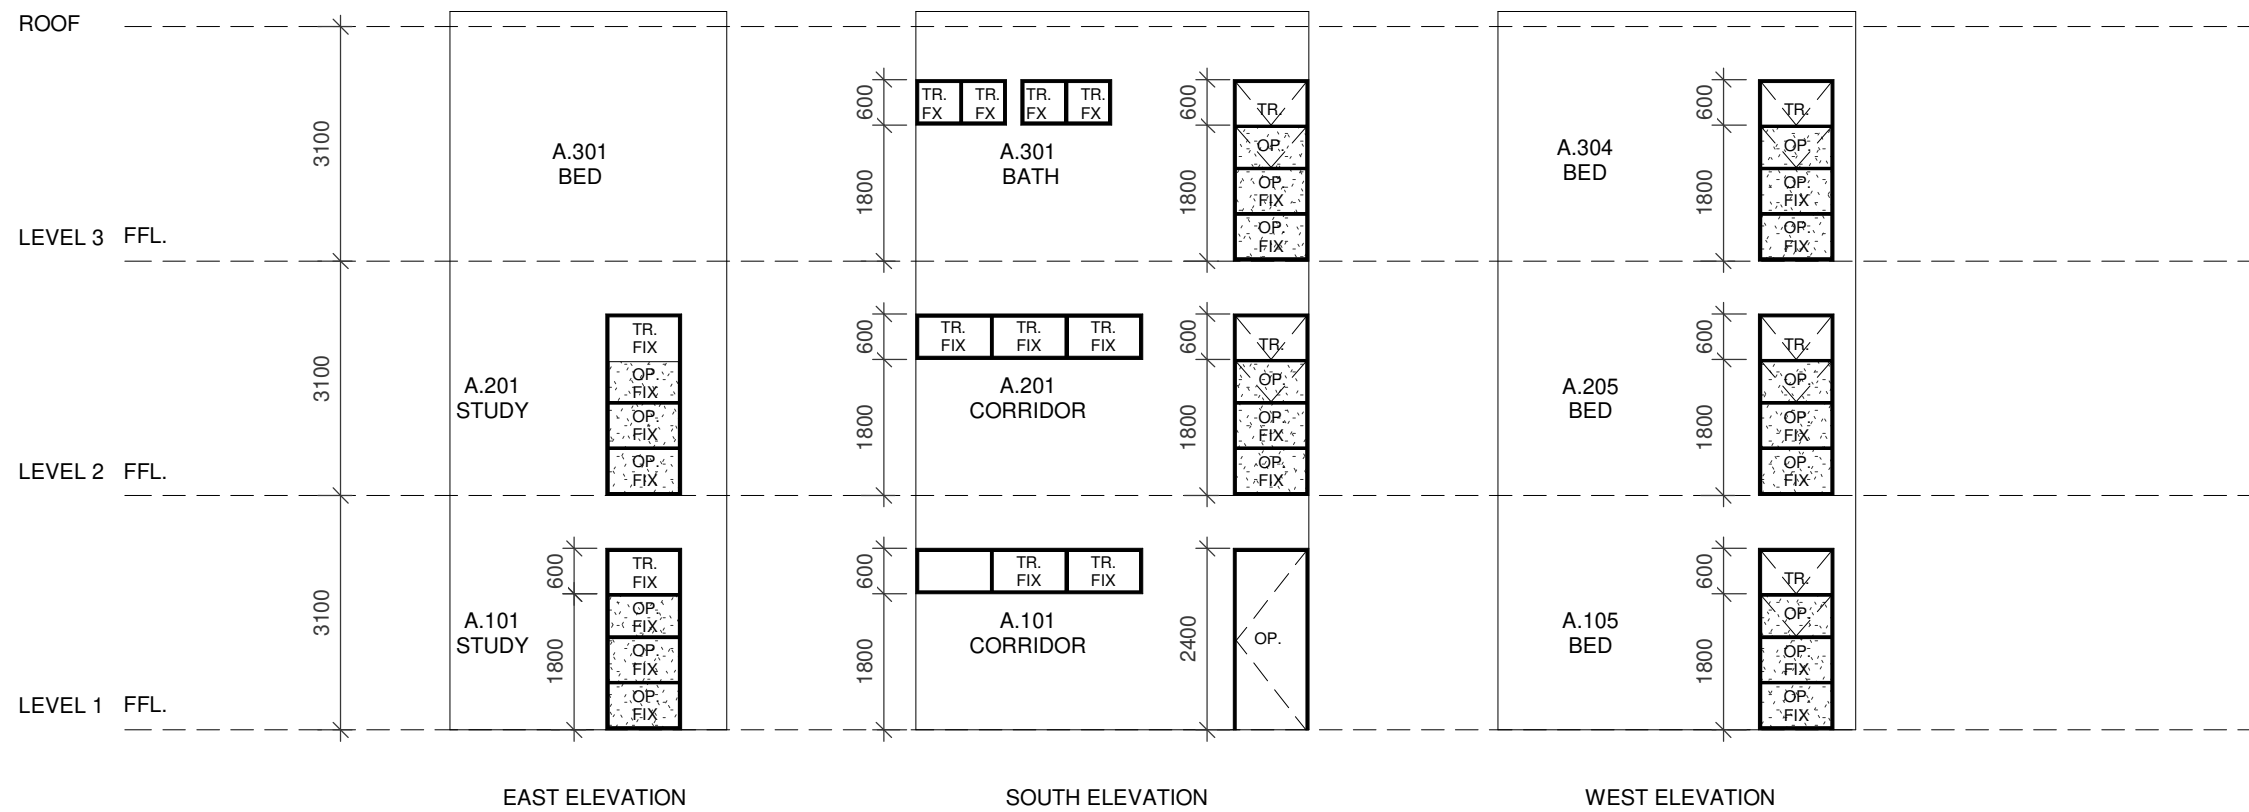 ROOF
3100
600
TR.
FX
TR.
FX
TR.
FX
TR.
FX
600
TR.
600
TR.
A.301
BED
A.301
BATH
1800
1800
OP.
OP.
FIX
OP.
FIX
A.304
BED
1800
OP.
OP.
FIX
OP.
FIX
LEVEL 3 FFL.
3100
TR.
FIX
OP.
FIX
OP.
FIX
OP.
FIX
600
TR.
FIX
TR.
FIX
TR.
FIX
600
TR.
600
TR.
A.201
STUDY
A.201
CORRIDOR
1800
1800
OP.
OP.
FIX
OP.
FIX
A.205
BED
1800
OP.
OP.
FIX
OP.
FIX
LEVEL 2 FFL.
3100
600
TR.
FIX
600
TR.
FIX
TR.
FIX
600
TR.
A.101
STUDY
1800
OP.
FIX
OP.
FIX
OP.
FIX
A.101
CORRIDOR
1800
2400
OP.
A.105
BED
1800
OP.
OP.
FIX
OP.
FIX
LEVEL 1 FFL.
EAST ELEVATION
SOUTH ELEVATION
WEST ELEVATION